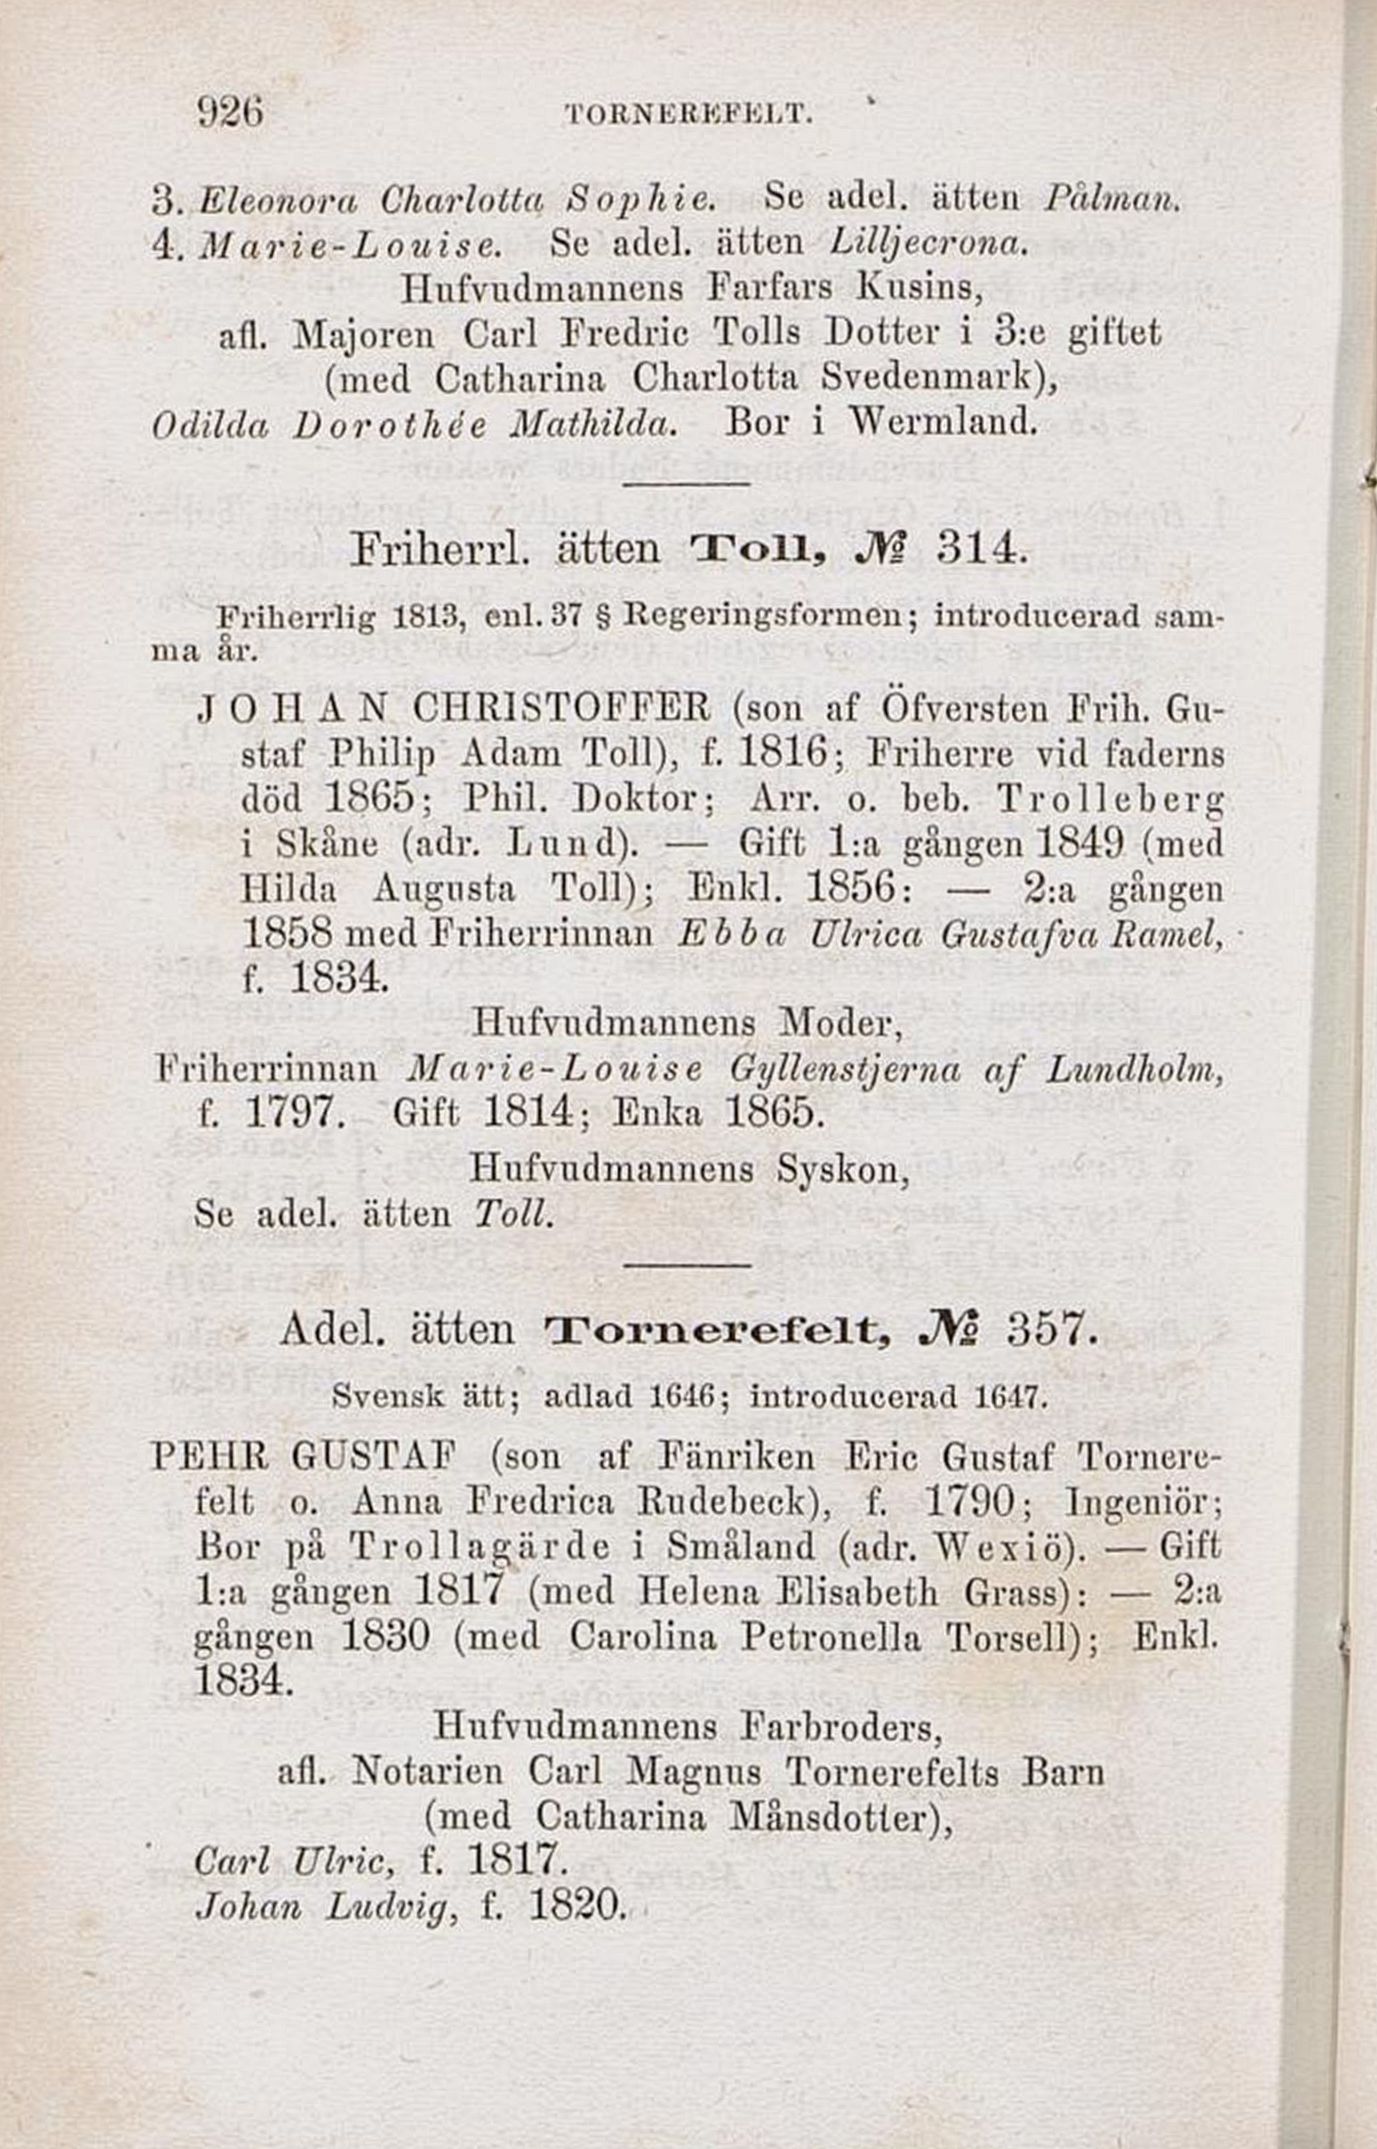 926 TORNEREFELT.
3. Eleonora Charlotta Sophie. Se adel. ätten Pålman.
4. Marie-Louise. Se adel. ätten Lilljecrona.
Hufvudmannens Farfars Kusins,
afl. Majoren Carl Fredric Tolls Dotter i 3:e giftet
(med Catharina Charlotta Svedenmark),
Odilda Dorothée Mathilda. Bor i Wermland.
Friherrl. ätten Toll, № 314.
Friherrlig 1813, enl. 37 § Regeringsformen; introducerad sam-
ma år.
JOHAN CHRISTOFFER (son af Öfversten Frih. Gu-
staf Philip Adam Toll), f. 1816; Friherre vid faderns
död 1865; Phil. Doktor; Arr. o. beb. Trolleberg
i Skåne (adr. Lund). — Gift 1:a gången 1849 (med
Hilda Augusta Toll); Enkl. 1856: — 2:a gången
1858 med Friherrinnan Ebba Ulrica Gustafva Ramel,
f. 1834.
Hufvudmannens Moder,
Friherrinnan Marie-Louise Gyllenstjerna af Lundholm,
f. 1797. Gift 1814; Enka 1865.
Hufvudmannens Syskon,
Se adel. ätten Toll.
Adel. ätten Tornerefelt, № 357.
Svensk ätt; adlad 1646; introducerad 1647.
PEHR GUSTAF (son af Fänriken Eric Gustaf Tornere-
felt o. Anna Fredrica Rudebeck), f. 1790; Ingeniör;
Bor på Trollagärde i Småland (adr. Wexiö). — Gift
1:a gången 1817 (med Helena Elisabeth Grass): — 2:a
gången 1830 (med Carolina Petronella Torsell); Enkl.
1834.
Hufvudmannens Farbroders,
afl. Notarien Carl Magnus Tornerefelts Barn
(med Catharina Månsdotter),
Carl Ulric, f. 1817.
Johan Ludvig, f. 1820.